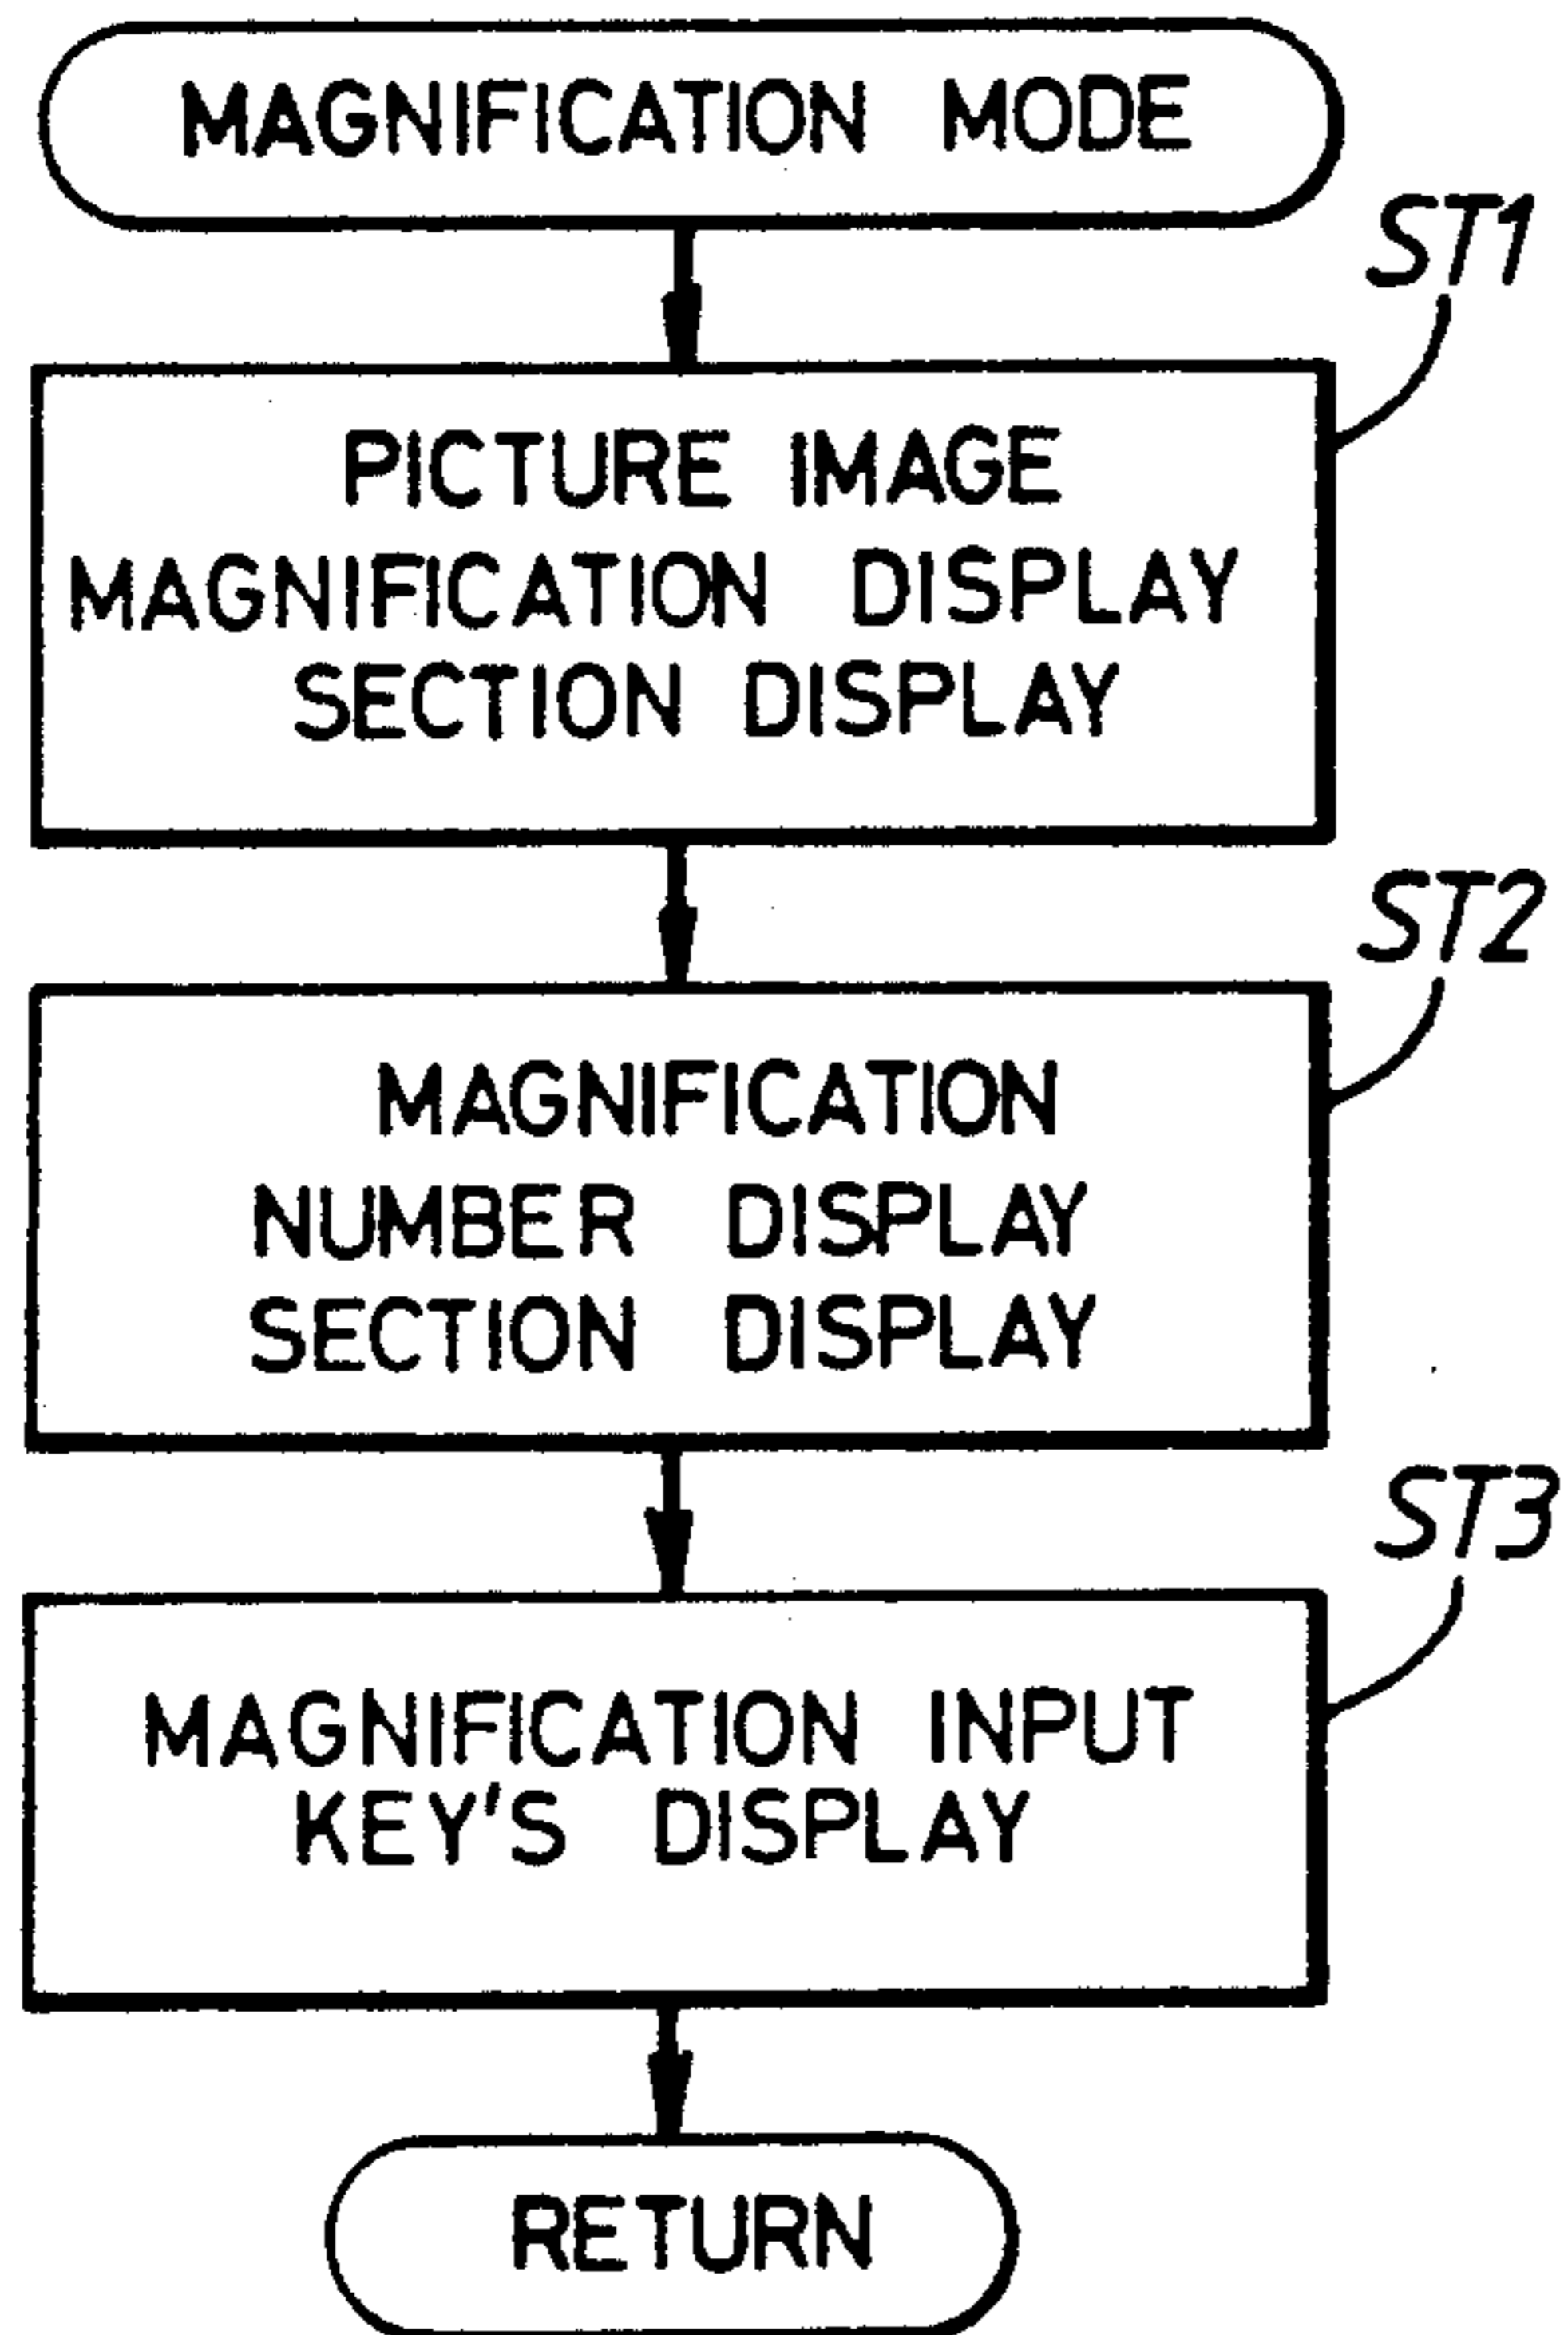 MAGNIFICATION MODE
ST1
PICTURE IMAGE
MAGNIFICATION DISPLAY
SECTION DISPLAY
ST2
MAGNIFICATION
NUMBER DISPLAY
SECTION DISPLAY
ST3
MAGNIFICATION INPUT
KEY'S DISPLAY
RETURN